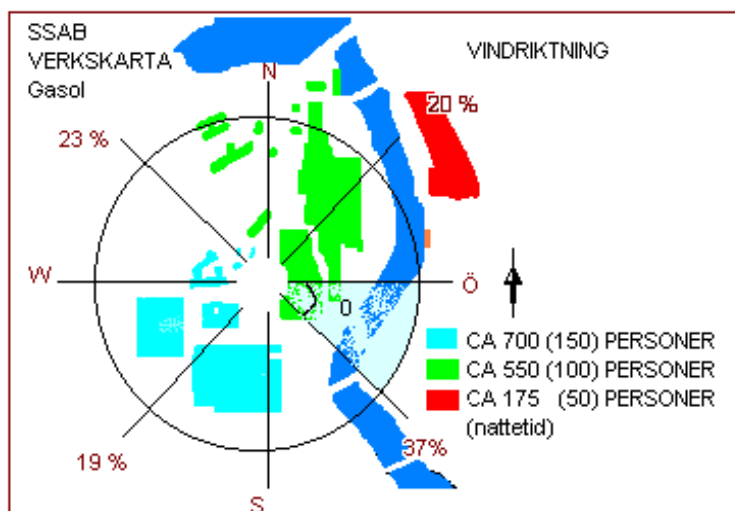 SSAB
VERKSKARTA
Gasol
VINDRIKTNING
N
20 %
23 %
W
Ö
0
CA 700 (150) PERSONER
CA 550 (100) PERSONER
CA 175 (50) PERSONER
(nattetid)
37%
19 %
S